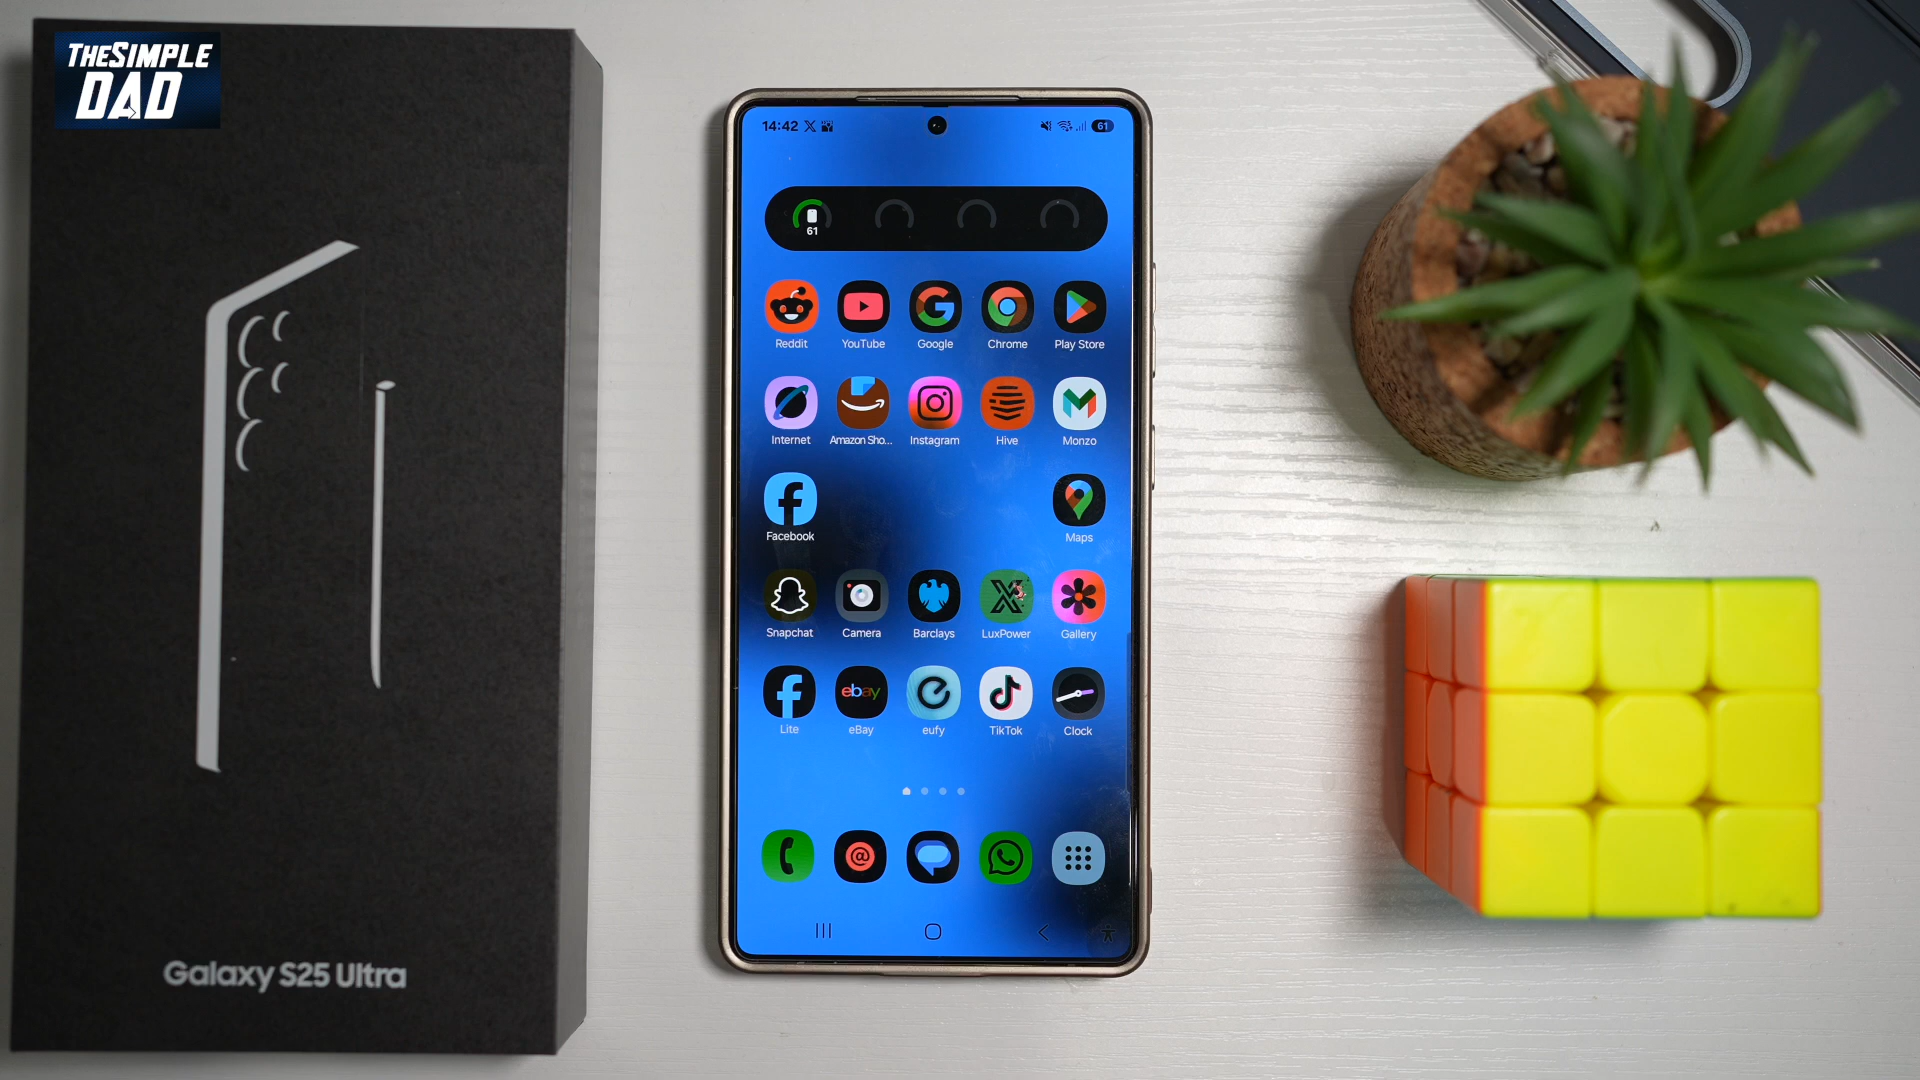 THESIMPLE
DAD
14:42
61
61
Reddit
YouTube
Google
Chrome
Play Store
Internet
Amazon Sho...
Instagram
Hive
Monzo
Facebook
Maps
Snapchat
Camera
Barclays
LuxPower
Gallery
ebay
Lite
eBay
eufy
TikTok
Clock
Galaxy S25 Ultra